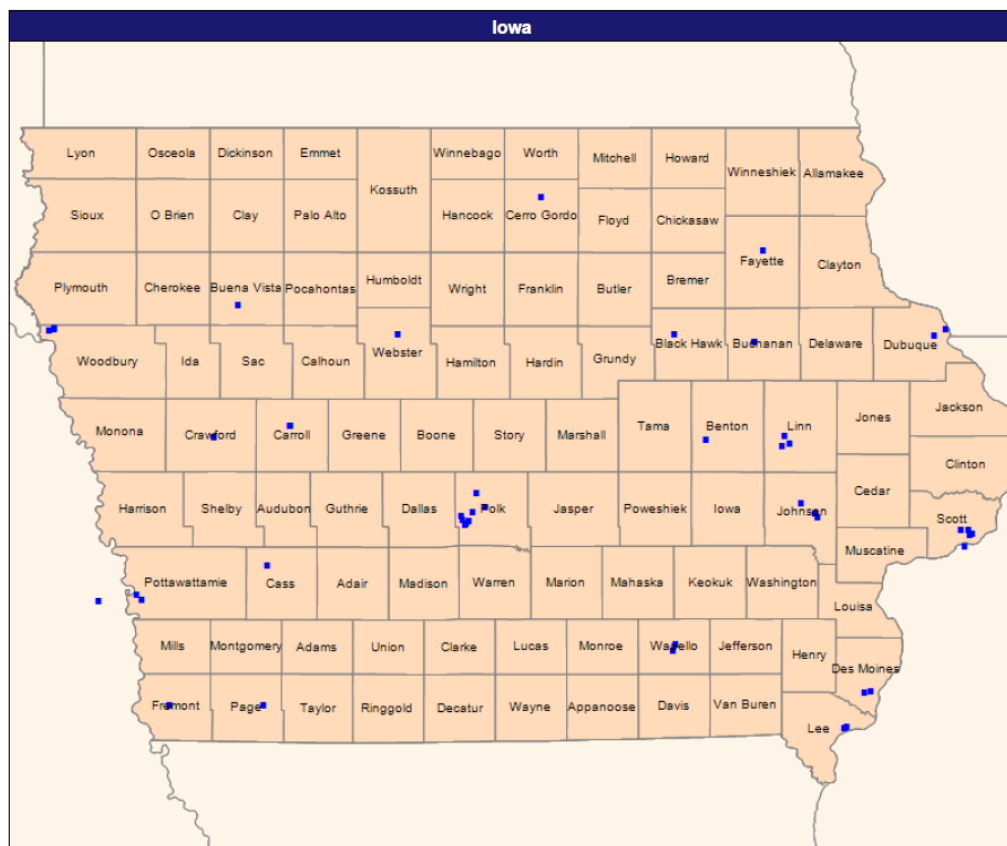 Iowa
Lyon Osceola Dickinson Emmet Winnebago Worth Mitchell Howard
Winneshiek Allamakee
Kossuth
Sioux O Brien Clay Palo Alto Hancock Cerro Gordo Floyd Chickasaw
Fayette Clayton
Plymouth Cherokee Buena Vista Pocahontas Humboldt Wright Franklin Butler Bremer
Woodbury Ida Sac Calhoun Webster Hamilton Hardin Grundy Black Hawk Buchanan Delaware Dubuque
Jackson
Monona Crawford Carroll Greene Boone Story Marshall Tama Benton Linn Jones
Clinton
Cedar
Harrison Shelby Audubon Guthrie Dallas Polk Jasper Poweshiek Iowa Johnson Scott
Muscatine
Pottawattamie Cass Adair Madison Warren Marion Mahaska Keokuk Washington
Louisa
Mills Montgomery Adams Union Clarke Lucas Monroe Wapello Jefferson Henry
Des Moines
Fremont Page Taylor Ringgold Decatur Wayne Appanoose Davis Van Buren
Lee